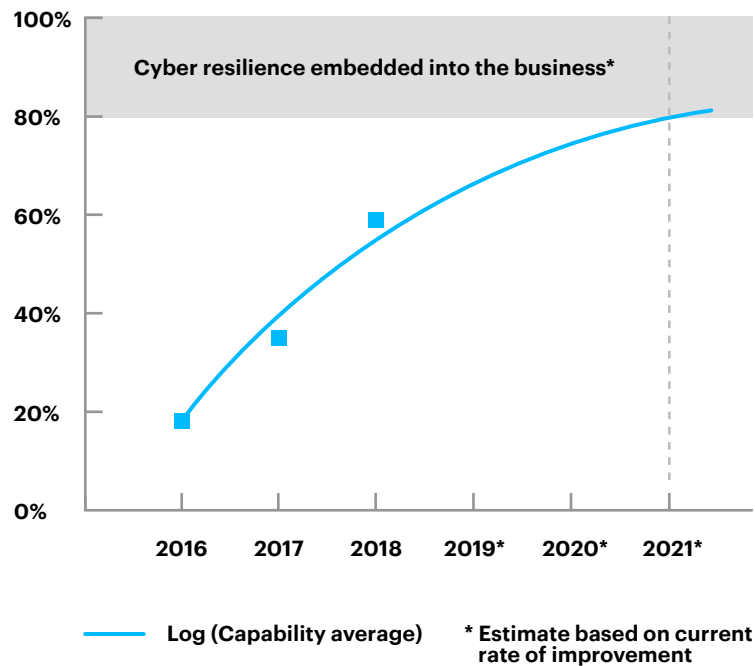 100%
Cyber resilience embedded into the business*
80%
60%
40%
20%
0%
2016 2017 2018 2019* 2020* 2021*
Log (Capability average)
* Estimate based on current
rate of improvement